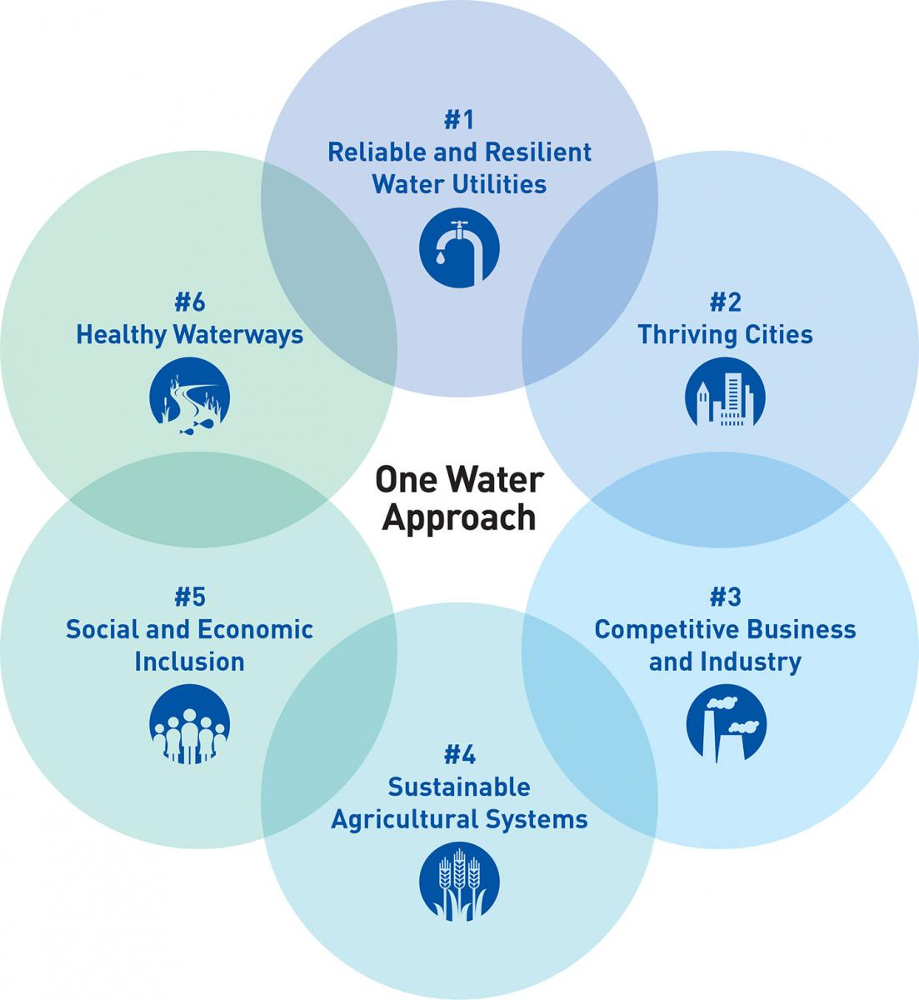 #1
Reliable and Resilient
Water Utilities
#2
Thriving Cities
#3
Competitive Business
and Industry
#4
Sustainable
Agricultural Systems
#5
Social and Economic
Inclusion
#6
Healthy Waterways
One Water
Approach